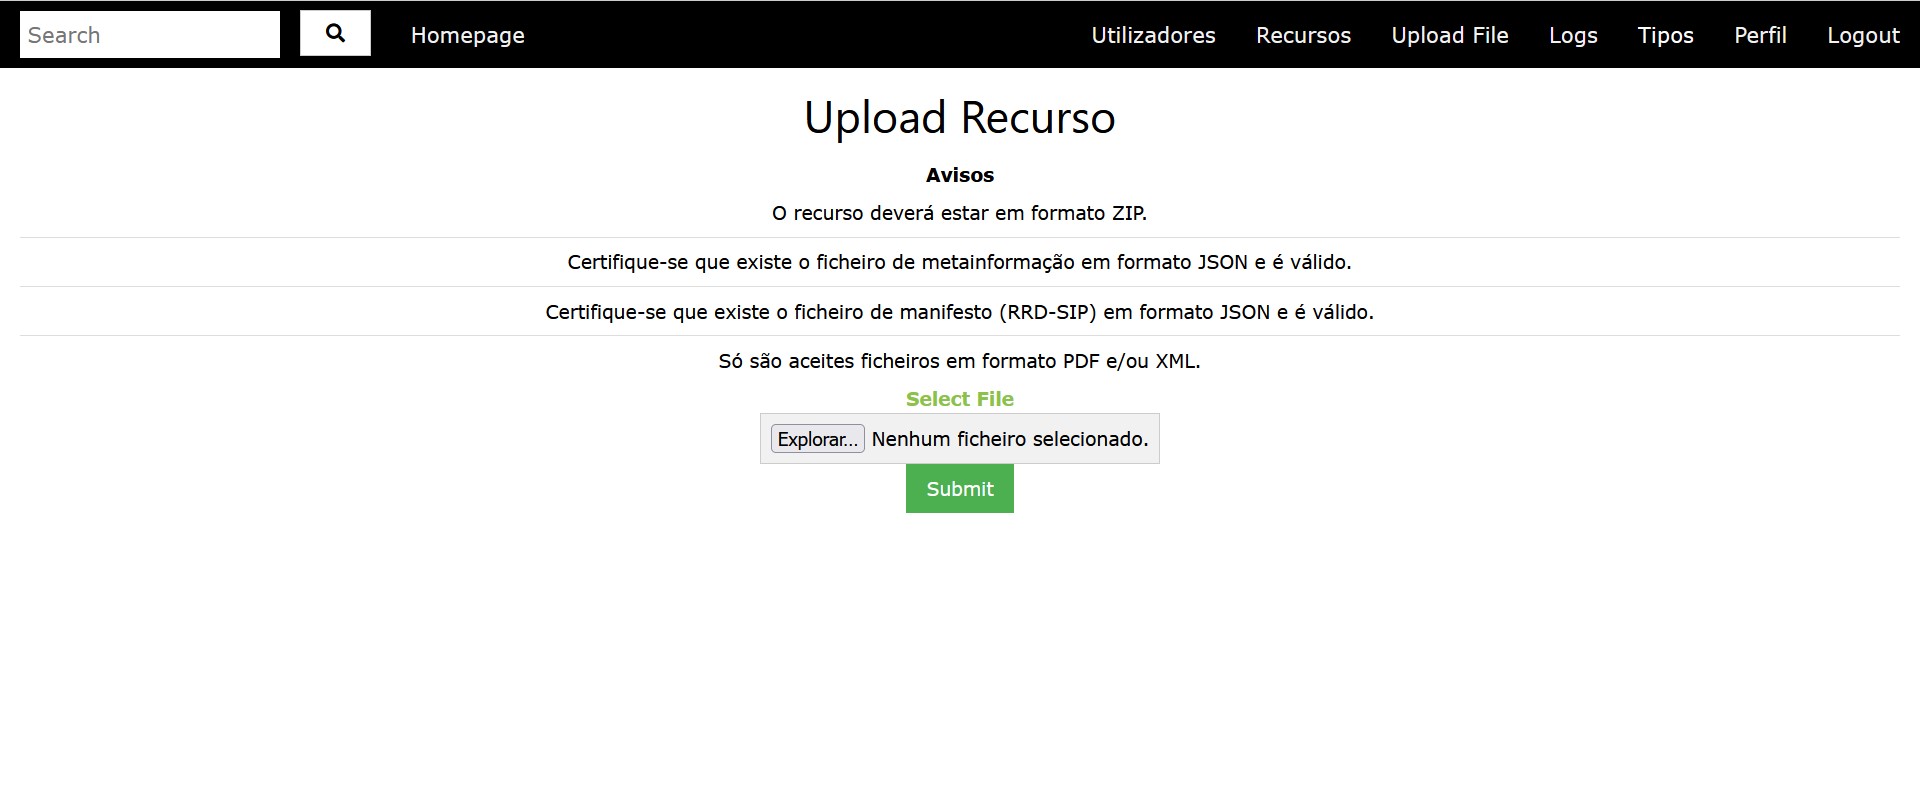 Search Homepage Utilizadores Recursos Upload File Logs Tipos Perfil Logout
Upload Recurso
Avisos
O recurso deverá estar em formato ZIP.
Certifique-se que existe o ficheiro de metainformação em formato JSON e é válido.
Certifique-se que existe o ficheiro de manifesto (RRD-SIP) em formato JSON e é válido.
Só são aceites ficheiros em formato PDF e/ou XML.
Select File
Explorar... Nenhum ficheiro selecionado.
Submit